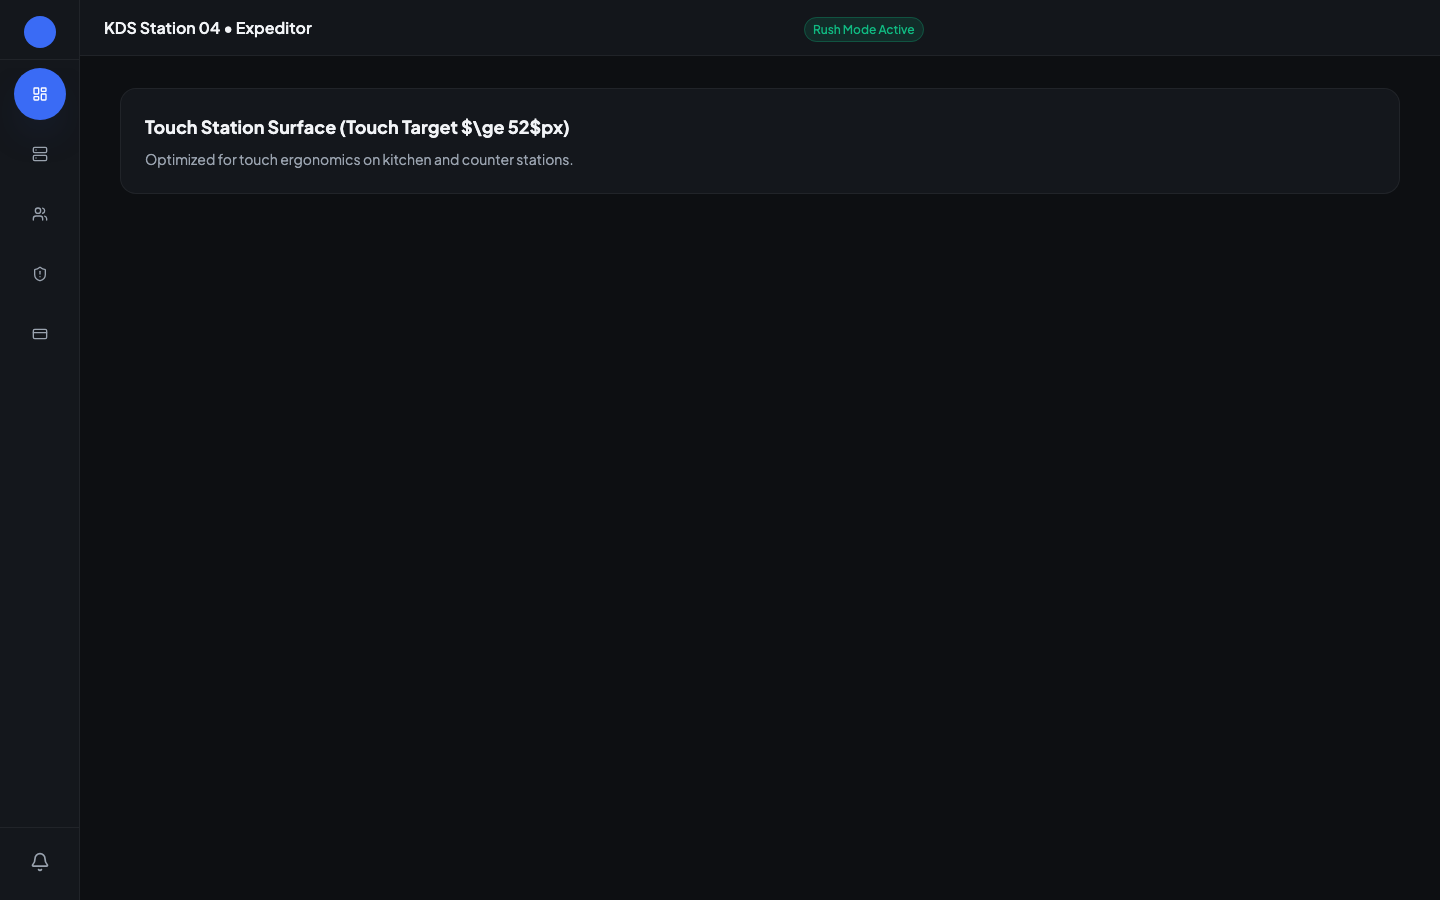 KDS Station 04 • Expeditor
Rush Mode Active
Touch Station Surface (Touch Target $\ge 52$px)
Optimized for touch ergonomics on kitchen and counter stations.